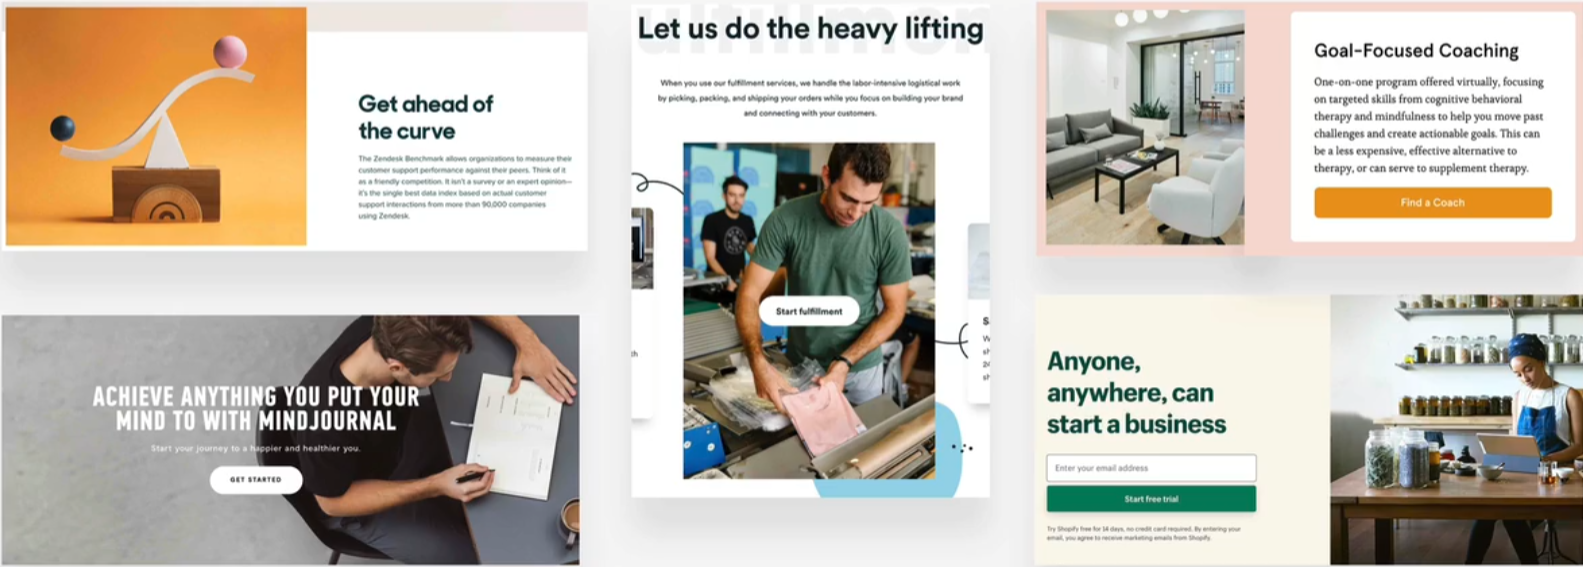 Get ahead of
the curve
The Zendesk Benchmark allows organizations to measure their
customer support performance against their peers. Think of it
as a friendly competition. It isn't a survey or an expert opinion—
it's the single best data index based on actual customer
support interactions from more than 90,000 companies
using Zendesk.
ACHIEVE ANYTHING YOU PUT YOUR
MIND TO WITH MINDJOURNAL
Start your journey to a happier and healthier you.
GET STARTED
Let us do the heavy lifting
When you use our fulfillment services, we handle the labor-intensive logistical work
by picking, packing, and shipping your orders while you focus on building your brand
and connecting with your customers.
Start fulfillment
th
S
W
sh
24
sh
Goal-Focused Coaching
One-on-one program offered virtually, focusing
on targeted skills from cognitive behavioral
therapy and mindfulness to help you move past
challenges and create actionable goals. This can
be a less expensive, effective alternative to
therapy, or can serve to supplement therapy.
Find a Coach
Anyone,
anywhere, can
start a business
Enter your email address
Start free trial
Try Shopify free for 14 days, no credit card required. By entering your
email, you agree to receive marketing emails from Shopify.